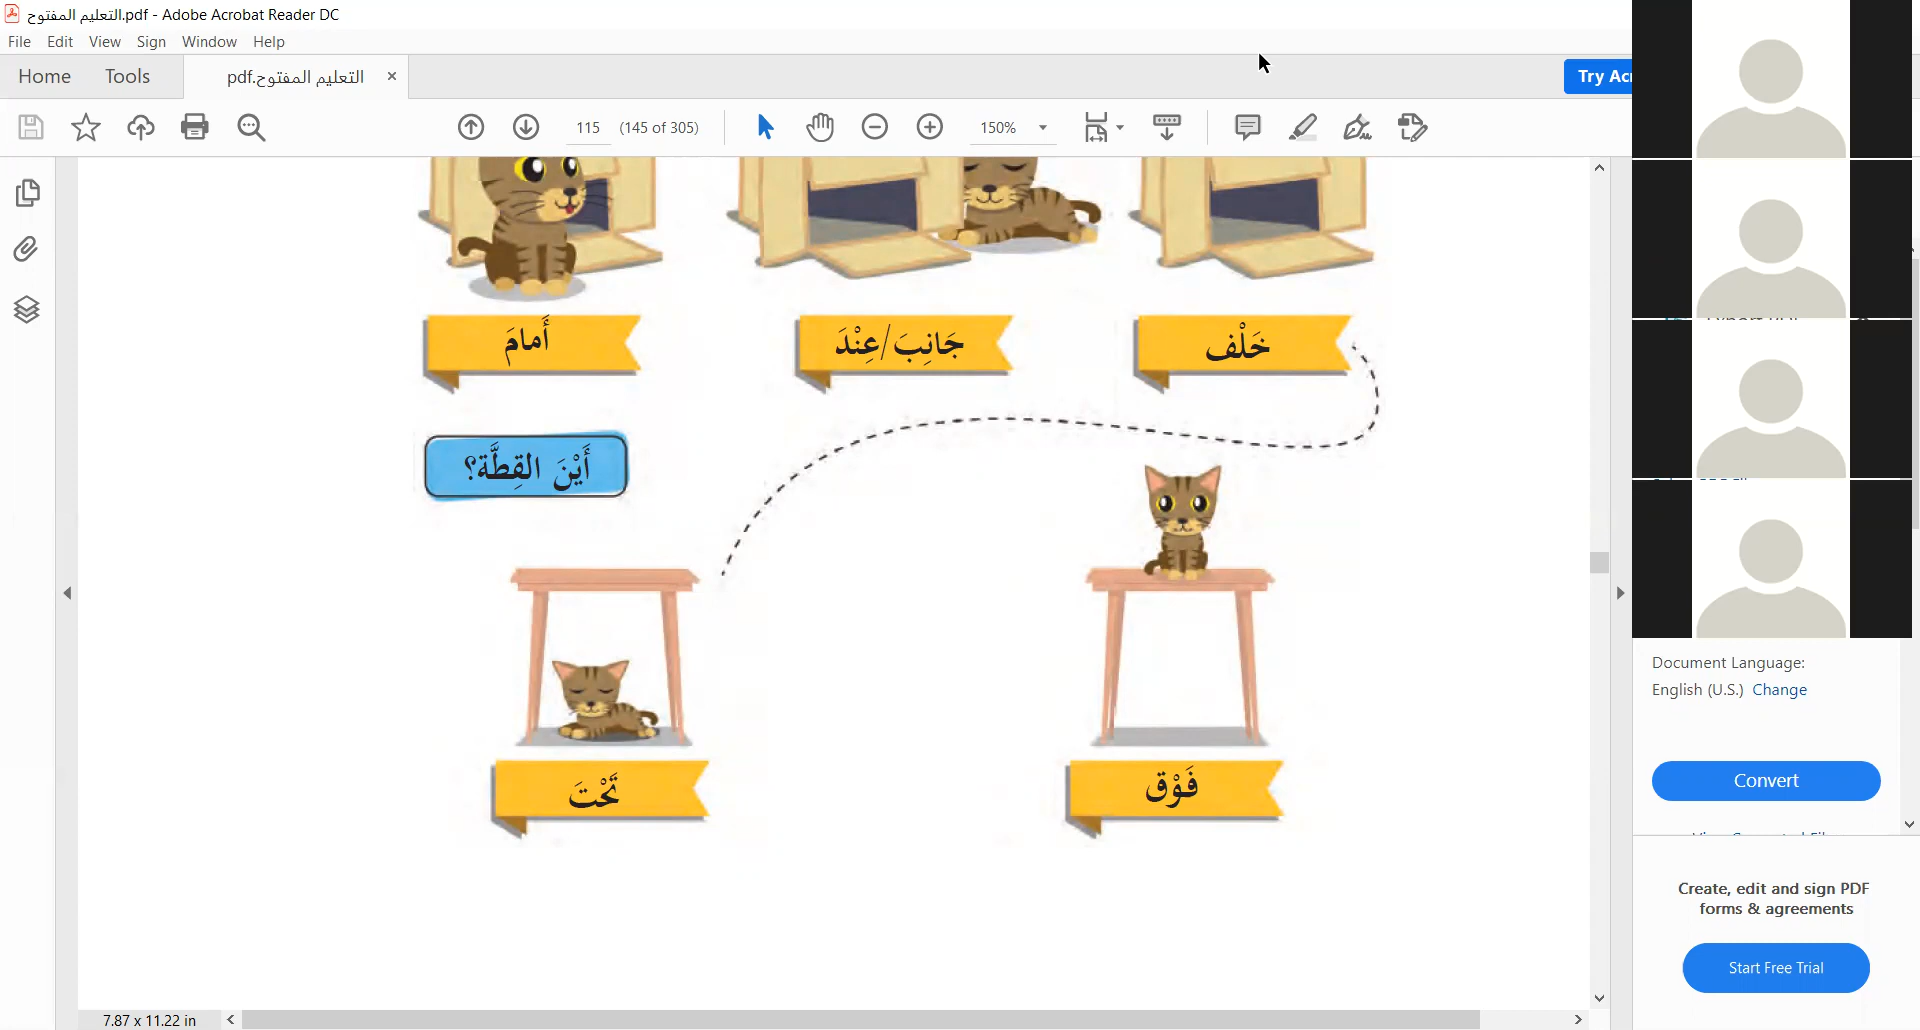 التعليم المفتوح.pdf - Adobe Acrobat Reader DC
File Edit View Sign Window Help
Home Tools التعليم المفتوح.pdf ×
Try Ac
115 (145 of 305) 150%
أَمامَ
جَانِبَ/عِنْدَ
خَلْف
أَيْنَ القِطَّة؟
تَحْتَ
فَوْق
Document Language:
English (U.S.) Change
Convert
Create, edit and sign PDF
forms & agreements
Start Free Trial
7.87 x 11.22 in